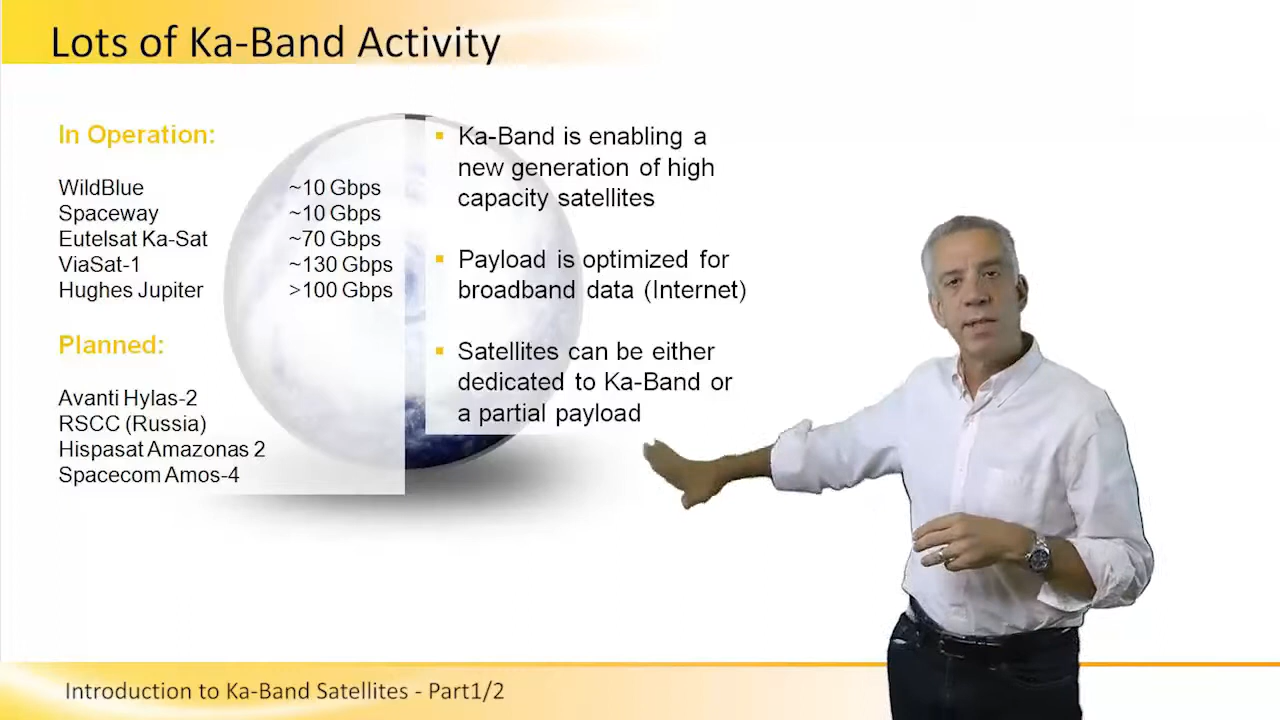 Lots of Ka-Band Activity
In Operation:
WildBlue ~10 Gbps
Spaceway ~10 Gbps
Eutelsat Ka-Sat ~70 Gbps
ViaSat-1 ~130 Gbps
Hughes Jupiter >100 Gbps
Planned:
Avanti Hylas-2
RSCC (Russia)
Hispasat Amazonas 2
Spacecom Amos-4
▪ Ka-Band is enabling a
new generation of high
capacity satellites
▪ Payload is optimized for
broadband data (Internet)
▪ Satellites can be either
dedicated to Ka-Band or
a partial payload
Introduction to Ka-Band Satellites - Part1/2